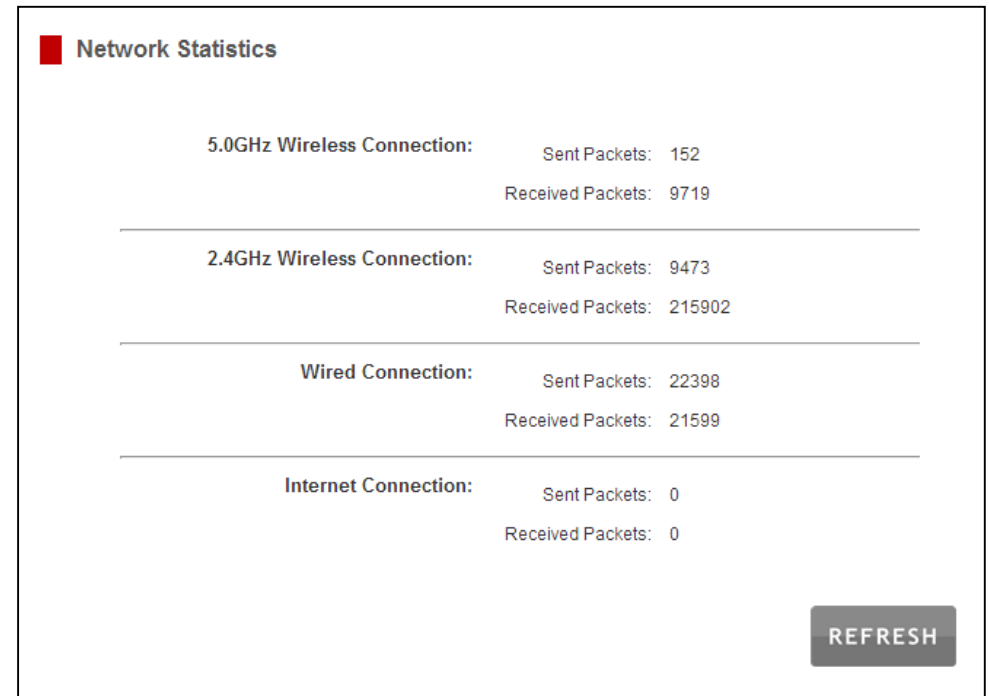 Network Statistics
5.0GHz Wireless Connection:
Sent Packets: 152
Received Packets: 9719
2.4GHz Wireless Connection:
Sent Packets: 9473
Received Packets: 215902
Wired Connection:
Sent Packets: 22398
Received Packets: 21599
Internet Connection:
Sent Packets: 0
Received Packets: 0
REFRESH